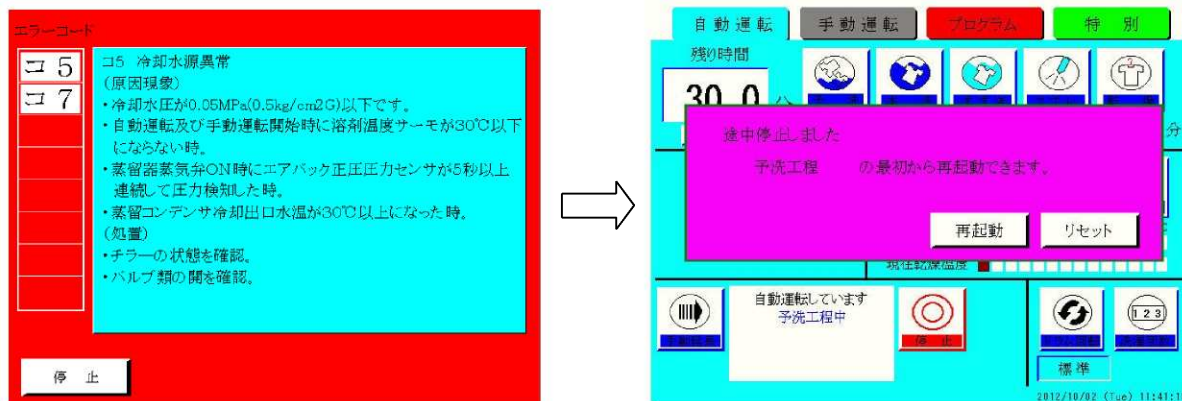 エラーコード
コ 5
コ 7
コ5 冷却水源異常
(原因現象)
・冷却水圧が0.05MPa(0.5kg/cm2G)以下です。
・自動運転及び手動運転開始時に溶剤温度サーモが30℃以下
にならない時。
・蒸留器蒸気弁ON時にエアバック正圧圧力センサが5秒以上
連続して圧力検知した時。
・蒸留コンデンサ冷却出口水温が30℃以上になった時。
(処置)
・チラーの状態を確認。
・バルブ類の開を確認。
停 止
自 動 運 転
手 動 運 転
プログラム
特 別
残り時間
30.0 分
分
途中停止しました
予洗工程 の最初から再起動できます。
再起動
リセット
現在乾燥温度
自動運転しています
予洗工程中
停 止
1 2 3
標 準
2012/10/02 (Tue) 11:41:1